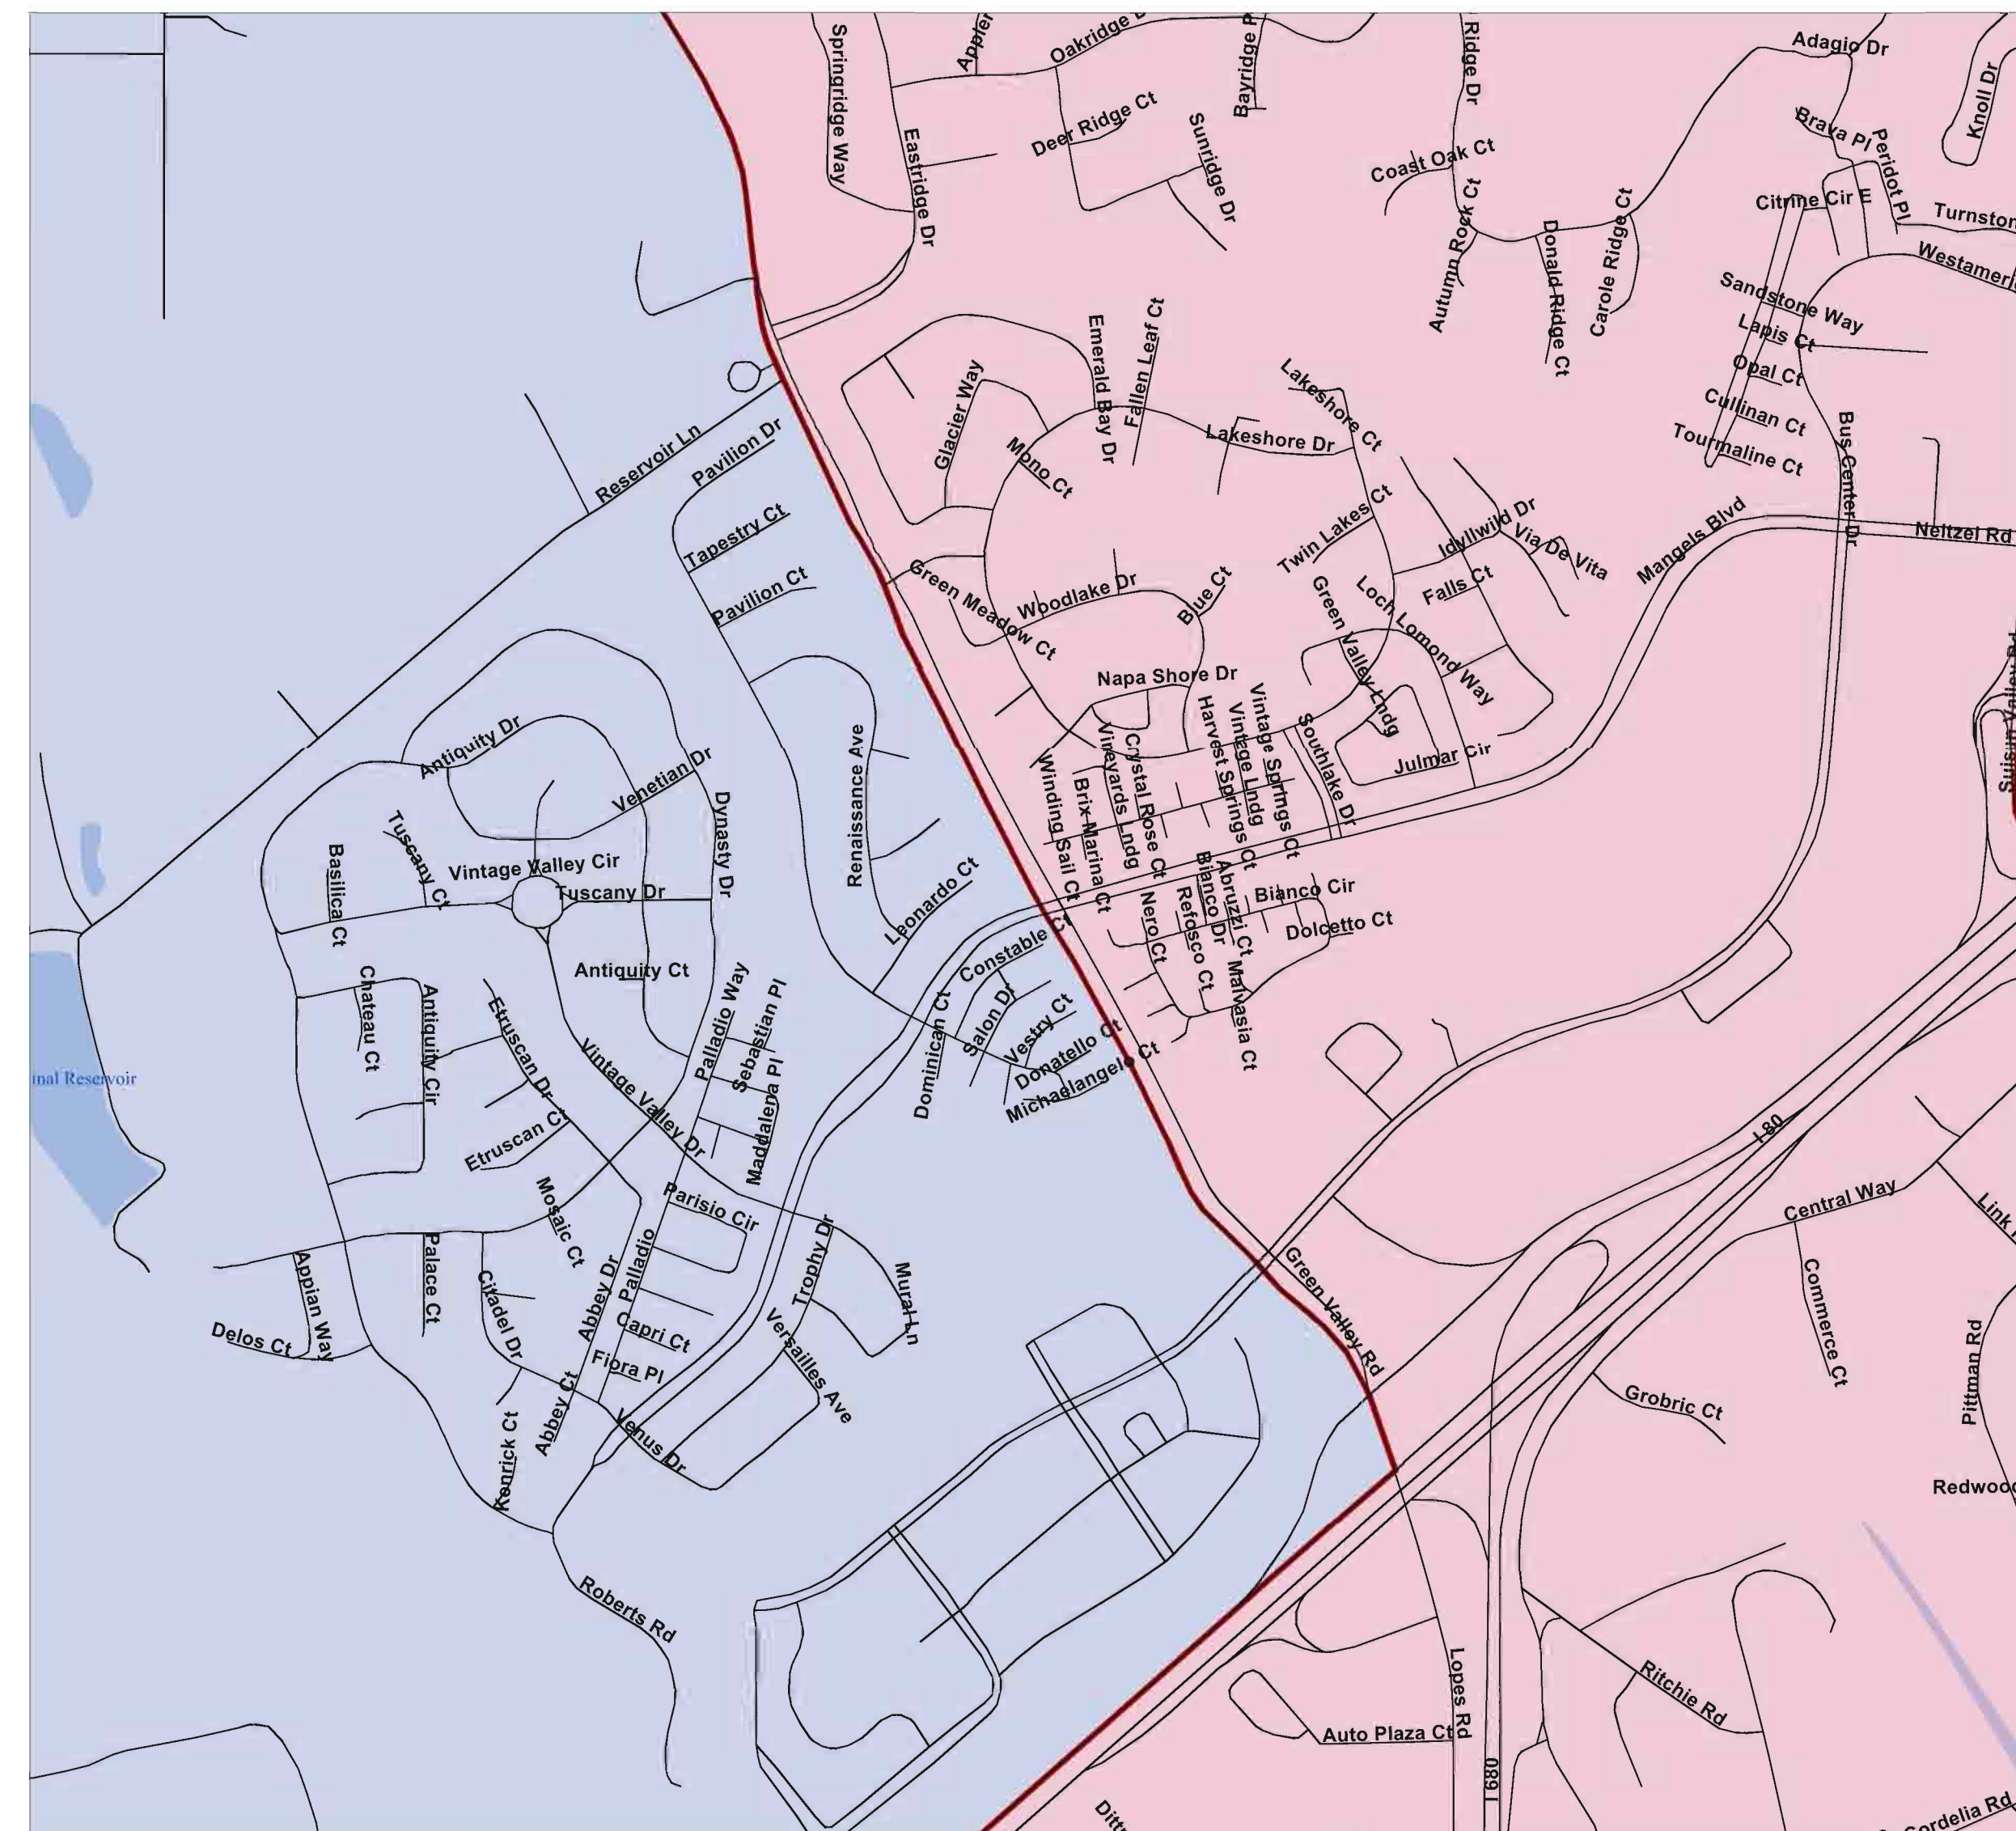 Springridge Way
Appler
Oakridge
Bayridge P
Ridge Dr
Adagio Dr
Knoll Dr
Deer Ridge Ct
Eastridge Dr
Sunridge Dr
Coast Oak Ct
Brava Pl
Peridot Pl
Citrine Cir E
Turnston
Westameri
Autumn Rock Ct
Donald Ridge Ct
Carole Ridge Ct
Sandstone Way
Lapis Ct
Opal Ct
Cullinan Ct
Tourmaline Ct
Bus Center Dr
Emerald Bay Dr
Fallen Leaf Ct
Glacier Way
Mono Ct
Lakeshore Ct
Lakeshore Dr
Reservoir Ln
Pavilion Dr
Tapestry Ct
Pavilion Ct
Twin Lakes Ct
Idyllwild Dr
Via De Vita
Mangels Blvd
Neitzel Rd
Green Meadow Ct
Woodlake Dr
Blue Ct
Falls Ct
Loch Lomond Way
Green Valley Lndg
Suisun Valley Rd
Napa Shore Dr
Antiquity Dr
Venetian Dr
Renaissance Ave
Winding Sail Ct
Brix Marina Ct
Vineyards Lndg
Crystal Rose Ct
Harvest Springs Ct
Vintage Lndg
Vintage Springs Ct
Southlake Dr
Julmar Cir
Basilica Ct
Tuscany Ct
Vintage Valley Cir
Tuscany Dr
Dynasty Dr
Leonardo Ct
Nero Ct
Refosco Ct
Bianco Dr
Abruzzi Ct
Bianco Cir
Dolcetto Ct
Malvasia Ct
Constable Ct
Chateau Ct
Antiquity Cir
Antiquity Ct
Etruscan Dr
Palladio Way
Sebastian Pl
Maddalena Pl
Dominican Ct
Salon Dr
Vestry Ct
Donatello Ct
Michaelangelo Ct
inal Reservoir
Vintage Valley Dr
Etruscan Ct
I 80
Central Way
Link
Mosaic Ct
Parisio Cir
Palace Ct
Appian Way
Delos Ct
Citadel Dr
Abbey Dr
Palladio
Capri Ct
Fiora Pl
Trophy Dr
Mural Ln
Versailles Ave
Green Valley Rd
Commerce Ct
Pittman Rd
Grobric Ct
Kenrick Ct
Abbey Ct
Venus Dr
Redwood
Roberts Rd
Lopes Rd
Ritchie Rd
Auto Plaza Ct
I 680
Dittm
Cordelia Rd